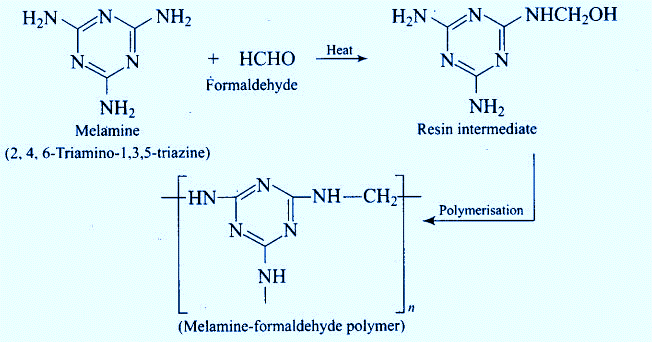 H₂N N NH₂
N N
NH₂
Melamine
(2, 4, 6-Triamino-1,3,5-triazine)
+ HCHO
Formaldehyde
Heat
H₂N N NHCH₂OH
N N
NH₂
Resin intermediate
Polymerisation
HN N NH CH₂
N N
NH
n
(Melamine-formaldehyde polymer)